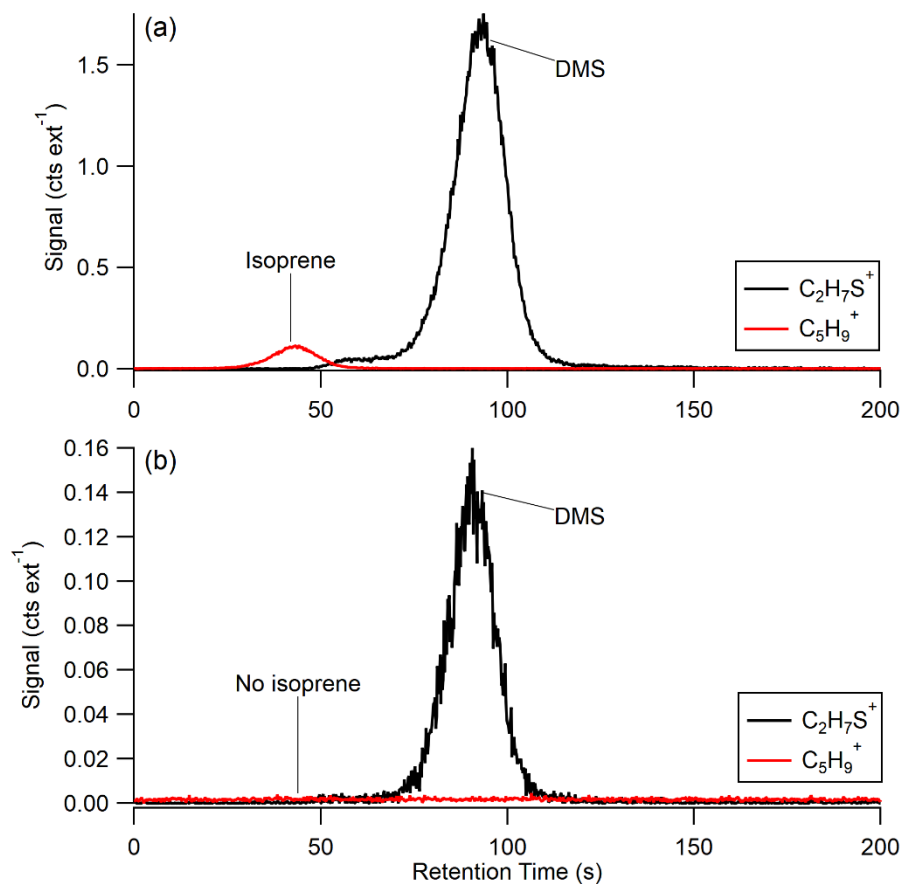 (a)
DMS
Isoprene
C₂H₇S⁺
C₅H₉⁺
Signal (cts ext⁻¹)
1.5
1.0
0.5
0.0
0
50
100
150
200
(b)
DMS
No isoprene
C₂H₇S⁺
C₅H₉⁺
Signal (cts ext⁻¹)
0.16
0.14
0.12
0.10
0.08
0.06
0.04
0.02
0.00
0
50
100
150
200
Retention Time (s)